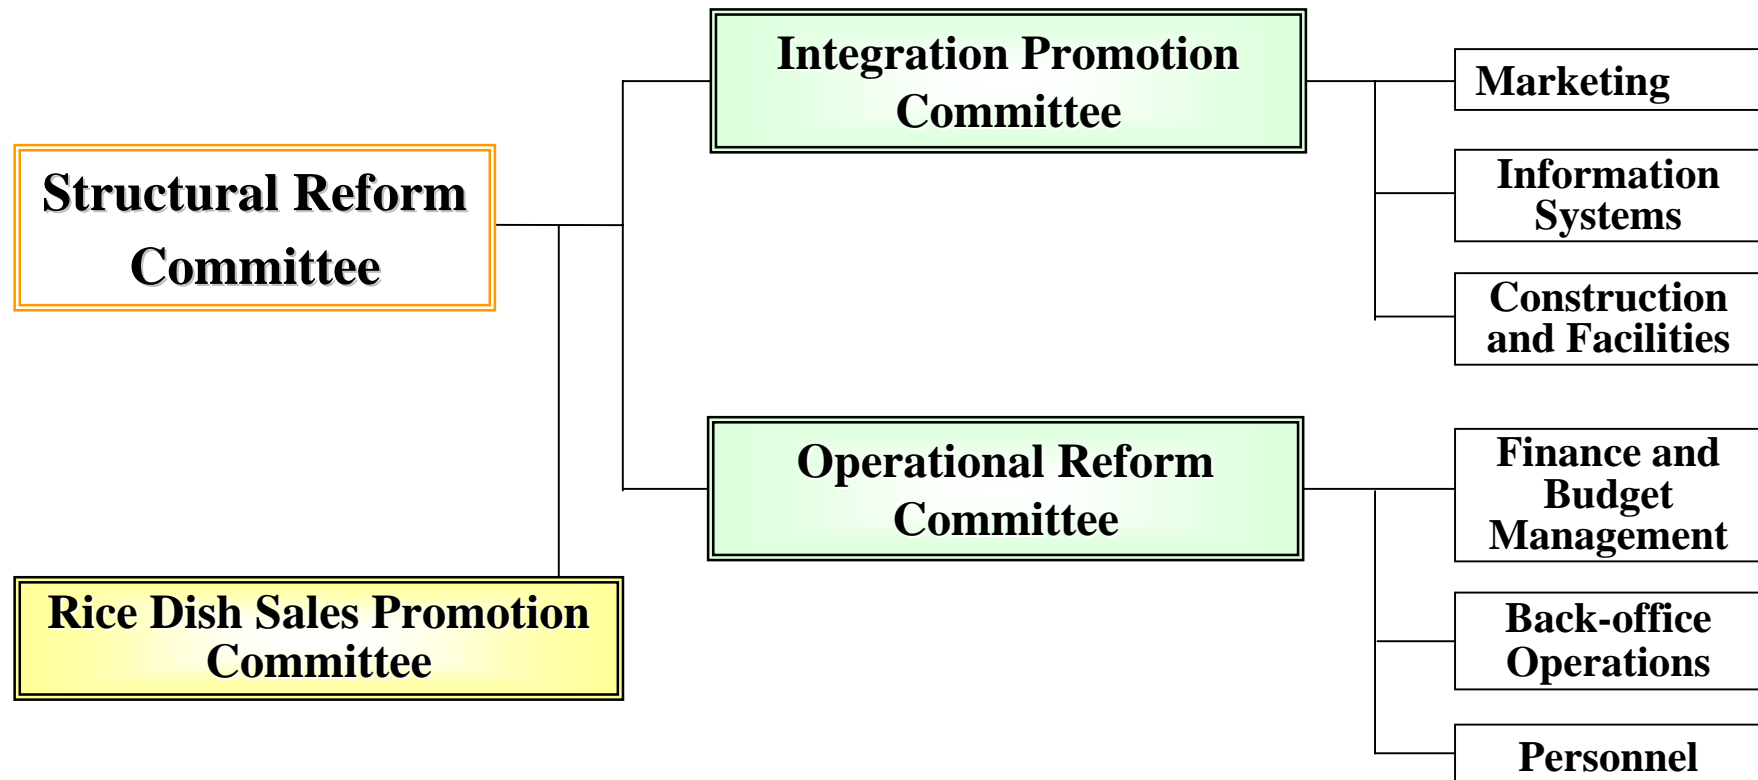 Structural Reform
Committee
Rice Dish Sales Promotion
Committee
Integration Promotion
Committee
Marketing
Information
Systems
Construction
and Facilities
Operational Reform
Committee
Finance and
Budget
Management
Back-office
Operations
Personnel